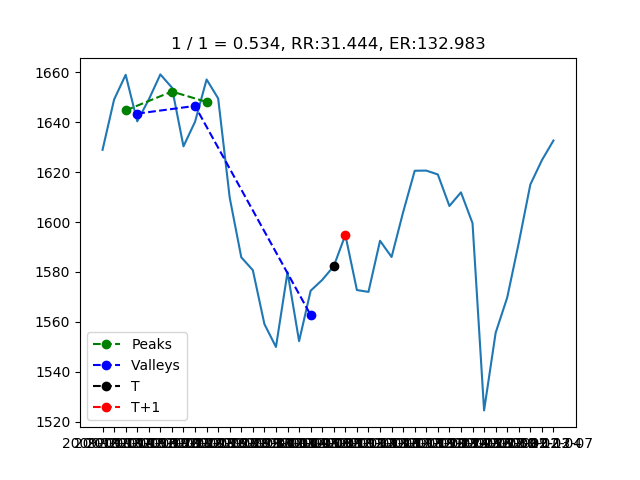 1 / 1 = 0.534, RR:31.444, ER:132.983
1660
1640
1620
1600
1580
1560
1540
1520
Peaks
Valleys
T
T+1